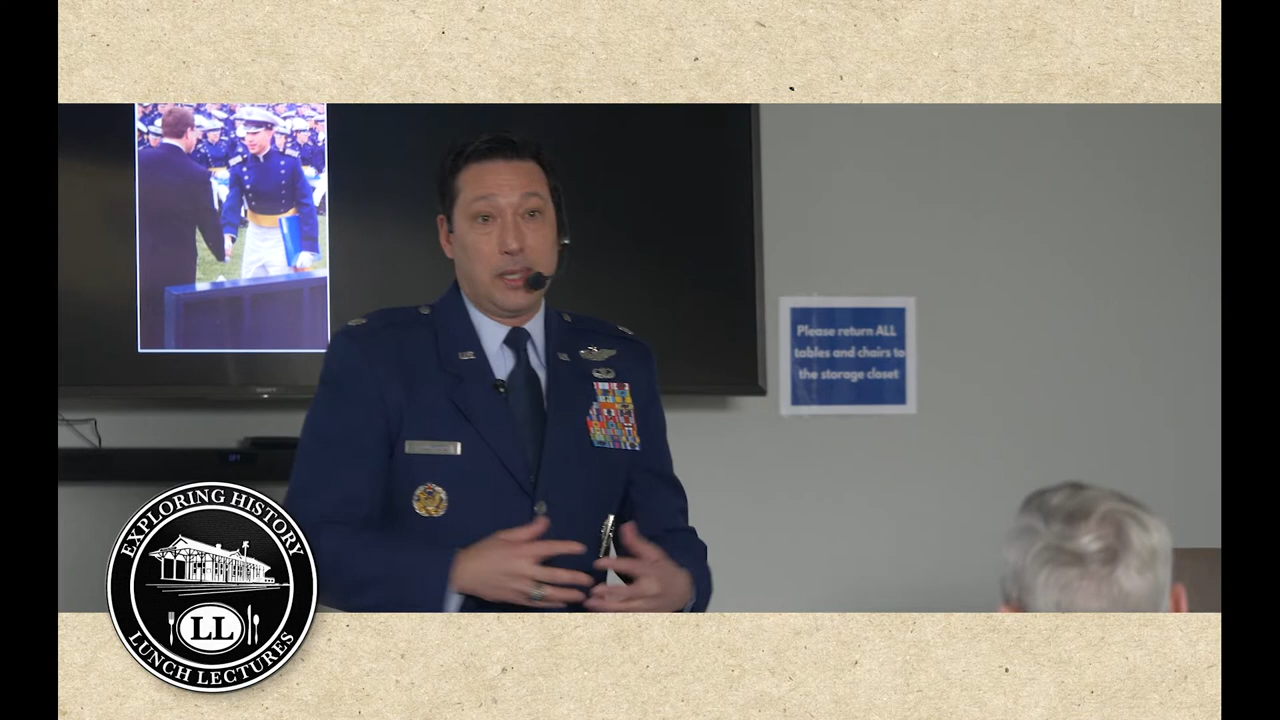 Please return ALL
tables and chairs to
the storage closet
U.S.
EXPLORING HISTORY
LL
LUNCH LECTURES